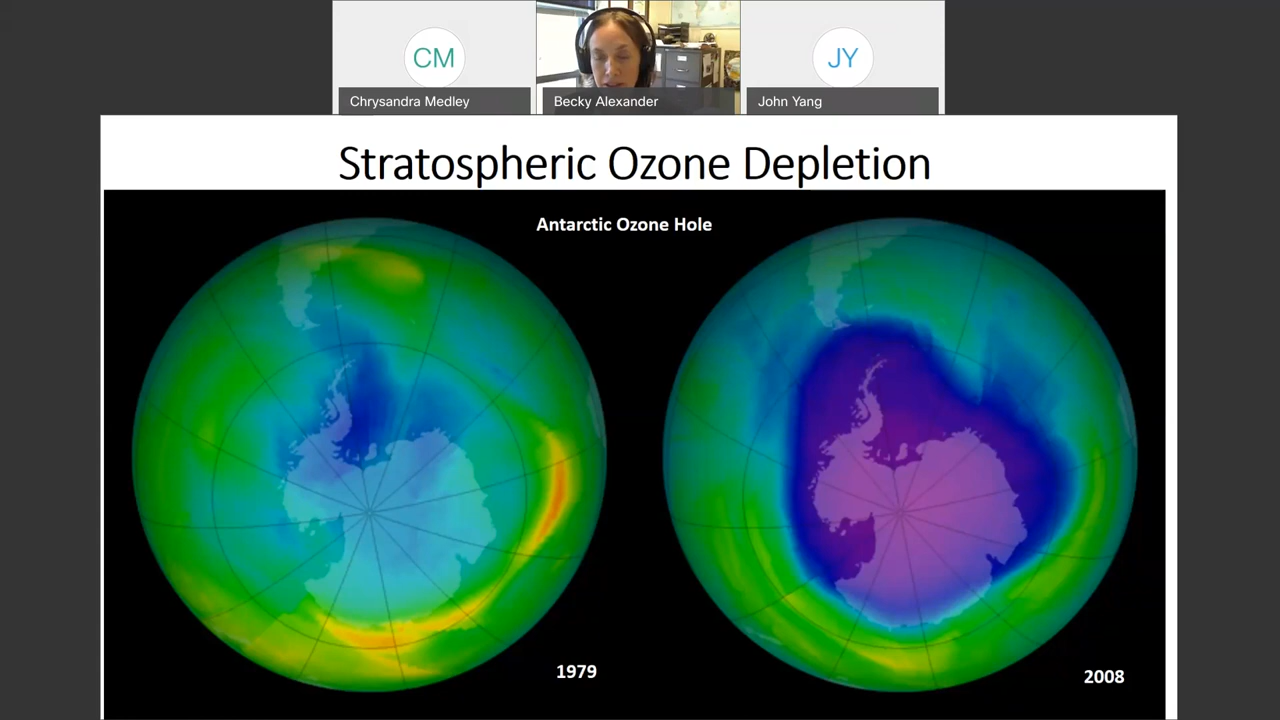 CM
JY
Chrysandra Medley
Becky Alexander
John Yang
Stratospheric Ozone Depletion
Antarctic Ozone Hole
1979
2008